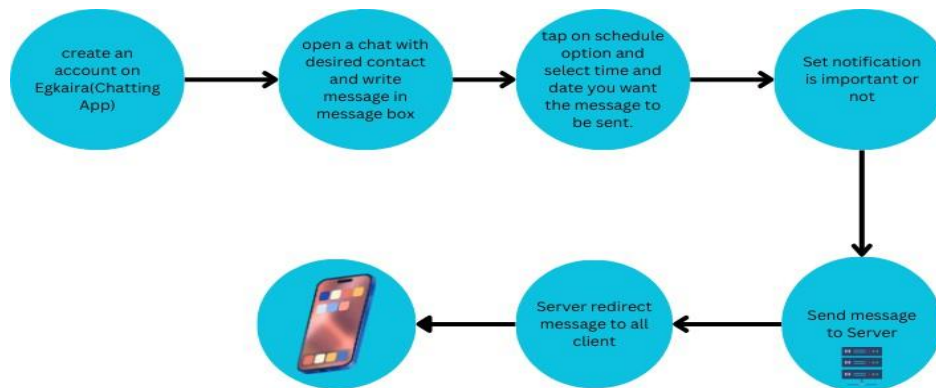 create an
account on
Egkaira(Chatting
App)
open a chat with
desired contact
and write
message in
message box
tap on schedule
option and
select time and
date you want
the message to
be sent.
Set notification
is important or
not
Send message
to Server
Server redirect
message to all
client